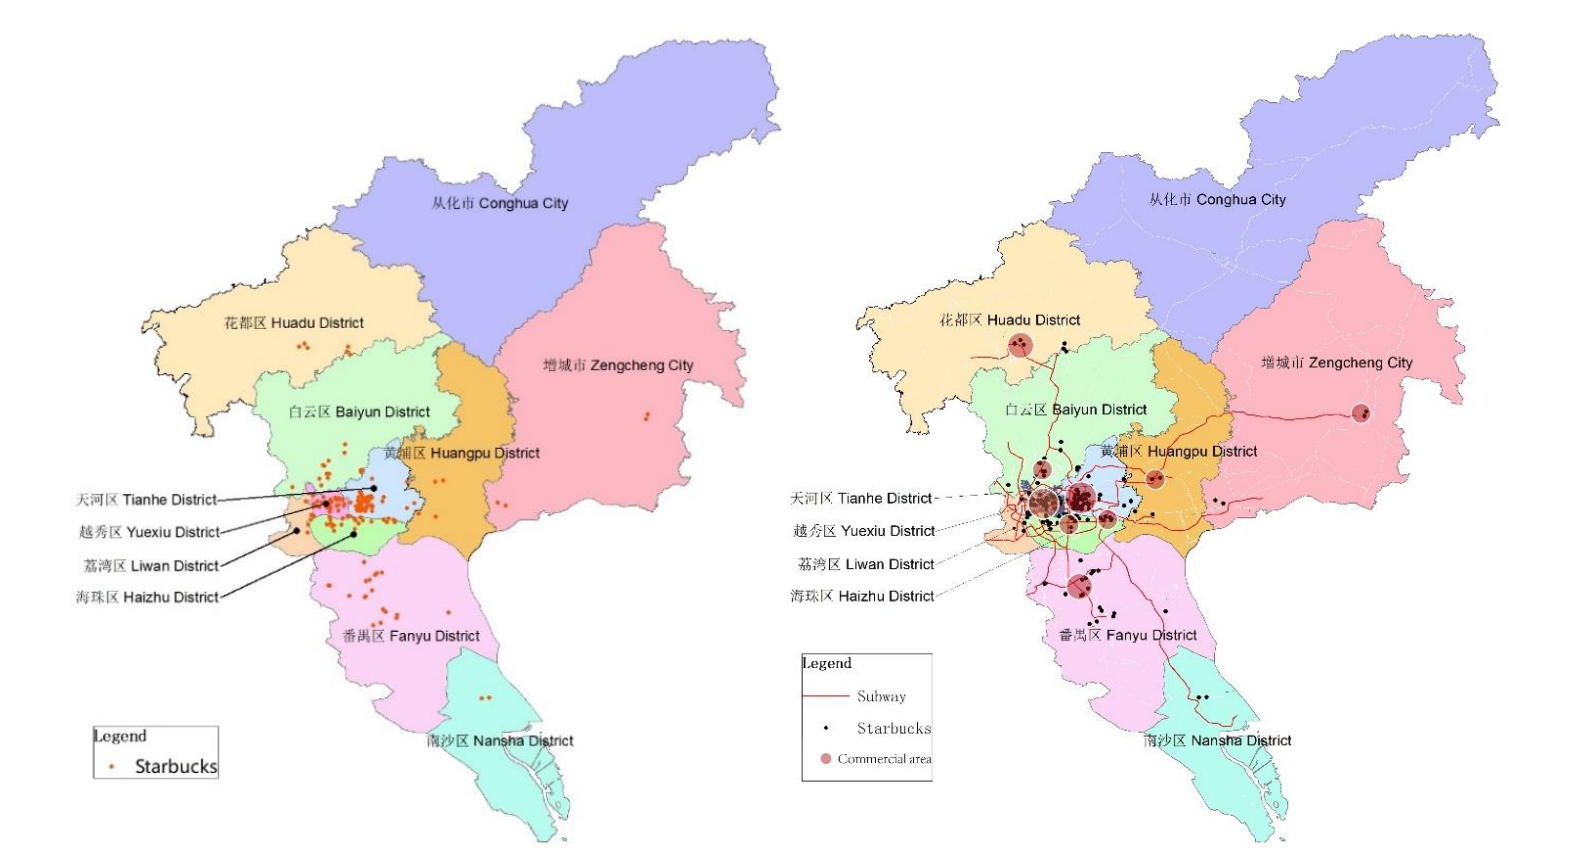 从化市 Conghua City
花都区 Huadu District
增城市 Zengcheng City
白云区 Baiyun District
黄埔区 Huangpu District
天河区 Tianhe District
越秀区 Yuexiu District
荔湾区 Liwan District
海珠区 Haizhu District
番禺区 Fanyu District
南沙区 Nansha District
Legend
Starbucks
从化市 Conghua City
花都区 Huadu District
增城市 Zengcheng City
白云区 Baiyun District
黄埔区 Huangpu District
天河区 Tianhe District
越秀区 Yuexiu District
荔湾区 Liwan District
海珠区 Haizhu District
番禺区 Fanyu District
南沙区 Nansha District
Legend
Subway
Starbucks
Commercial area